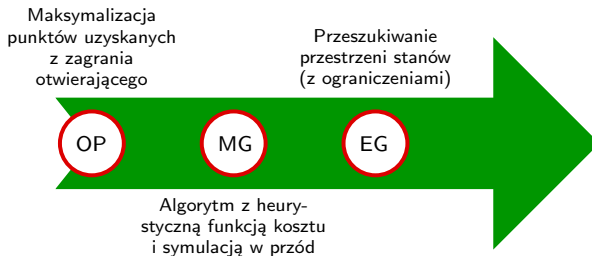 Maksymalizacja
punktów uzyskanych
z zagrania
otwierającego
Przeszukiwanie
przestrzeni stanów
(z ograniczeniami)
OP
MG
EG
Algorytm z heury-
styczną funkcją kosztu
i symulacją w przód